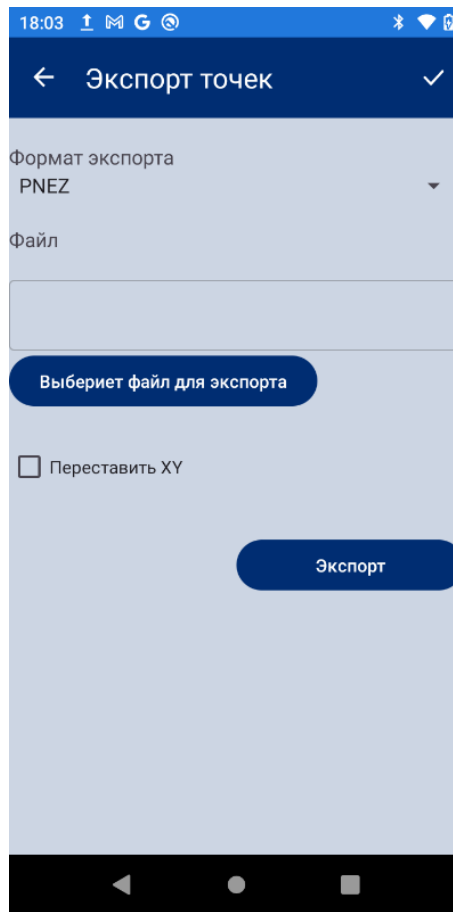 18:03
Экспорт точек
Формат экспорта
PNEZ
Файл
Выбериет файл для экспорта
Переставить XY
Экспорт